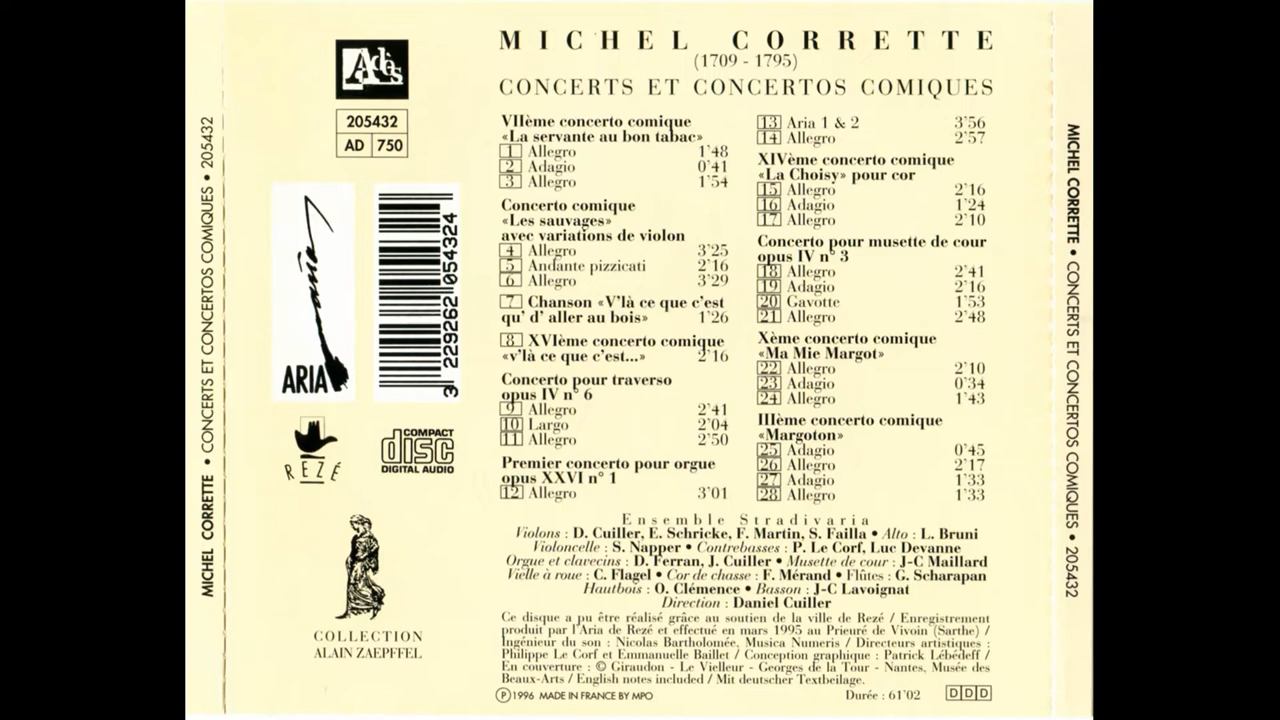 MICHEL CORRETTE • CONCERTS ET CONCERTOS COMIQUES • 205432
Adès
205432
AD 750
ARIA
3 229262 054324
REZÉ
COMPACT
disc
DIGITAL AUDIO
COLLECTION
ALAIN ZAEPFFEL
MICHEL CORRETTE
(1709 - 1795)
CONCERTS ET CONCERTOS COMIQUES
VIIème concerto comique
«La servante au bon tabac»
1 Allegro 1'48
2 Adagio 0'41
3 Allegro 1'54
Concerto comique
«Les sauvages»
avec variations de violon
4 Allegro 3'25
5 Andante pizzicati 2'16
6 Allegro 3'29
7 Chanson «V'là ce que c'est
qu' d' aller au bois» 1'26
8 XVIème concerto comique
«v'là ce que c'est...» 2'16
Concerto pour traverso
opus IV n° 6
9 Allegro 2'41
10 Largo 2'04
11 Allegro 2'50
Premier concerto pour orgue
opus XXVI n° 1
12 Allegro 3'01
13 Aria 1 & 2 3'56
14 Allegro 2'57
XIVème concerto comique
«La Choisy» pour cor
15 Allegro 2'16
16 Adagio 1'24
17 Allegro 2'10
Concerto pour musette de cour
opus IV n° 3
18 Allegro 2'41
19 Adagio 2'16
20 Gavotte 1'53
21 Allegro 2'48
Xème concerto comique
«Ma Mie Margot»
22 Allegro 2'10
23 Adagio 0'34
24 Allegro 1'43
IIIème concerto comique
«Margoton»
25 Adagio 0'45
26 Allegro 2'17
27 Adagio 1'33
28 Allegro 1'33
Ensemble Stradivaria
Violons : D. Cuiller, E. Schricke, F. Martin, S. Failla • Alto : L. Bruni
Violoncelle : S. Napper • Contrebasses : P. Le Corf, Luc Devanne
Orgue et clavecins : D. Ferran, J. Cuiller • Musette de cour : J-C Maillard
Vielle à roue : C. Flagel • Cor de chasse : F. Mérand • Flûtes : G. Scharapan
Hautbois : O. Clémence • Basson : J-C Lavoignat
Direction : Daniel Cuiller
Ce disque a pu être réalisé grâce au soutien de la ville de Rezé / Enregistrement
produit par l'Aria de Rezé et effectué en mars 1995 au Prieuré de Vivoin (Sarthe) /
Ingénieur du son : Nicolas Bartholomée, Musica Numeris / Directeurs artistiques :
Philippe Le Corf et Emmanuelle Baillet / Conception graphique : Patrick Lébédeff /
En couverture : © Giraudon - Le Vielleur - Georges de la Tour - Nantes, Musée des
Beaux-Arts / English notes included / Mit deutscher Textbeilage.
Ⓟ 1996 MADE IN FRANCE BY MPO Durée : 61'02 DDD
MICHEL CORRETTE • CONCERTS ET CONCERTOS COMIQUES • 205432